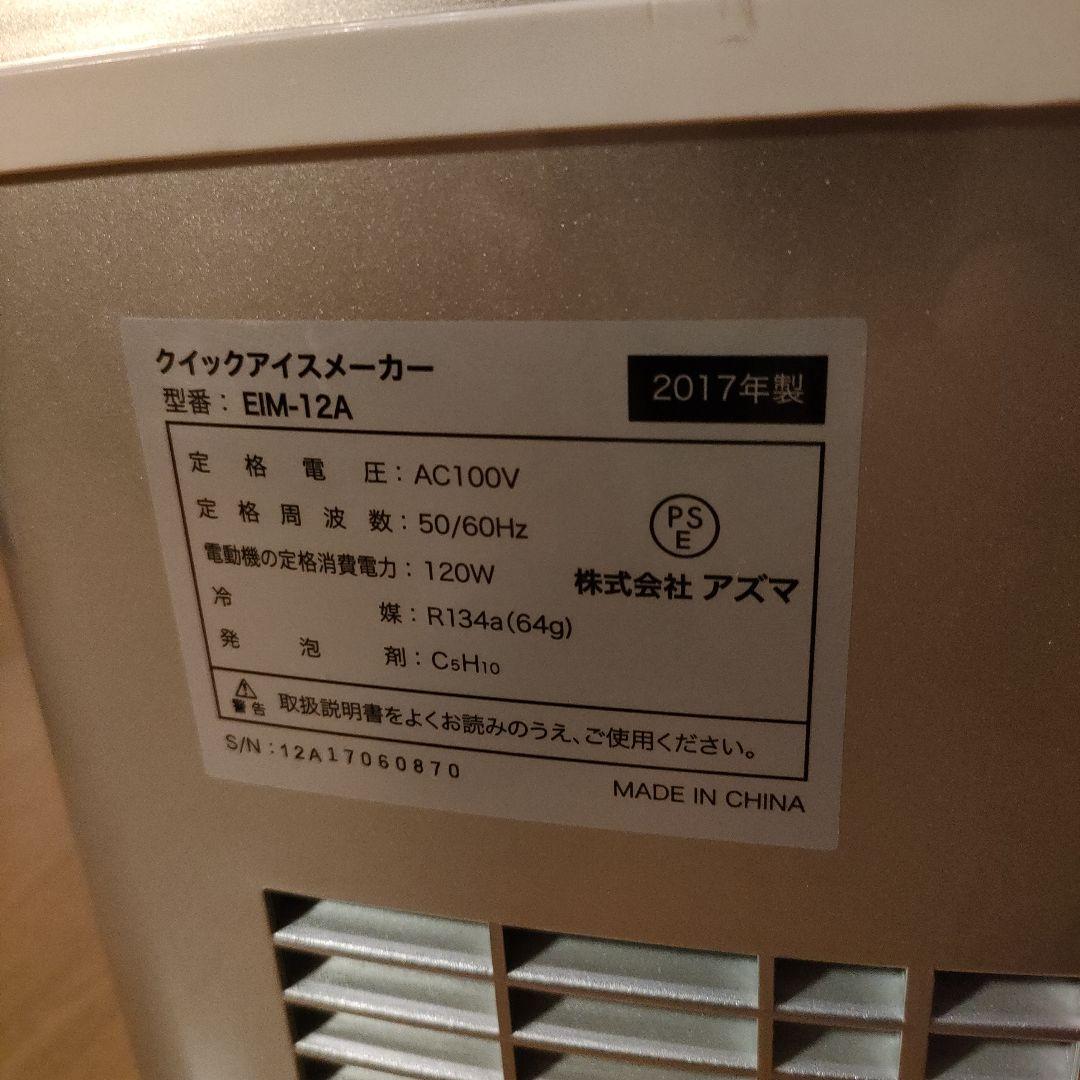 クイックアイスメーカー
型番： EIM-12A
2017年製
定格電圧：AC100V
定格周波数：50/60Hz
電動機の定格消費電力：120W
冷媒：R134a(64g)
発泡剤：C₅H₁₀
PS
E
株式会社 アズマ
警告 取扱説明書をよくお読みのうえ、ご使用ください。
S/N：12A17060870
MADE IN CHINA